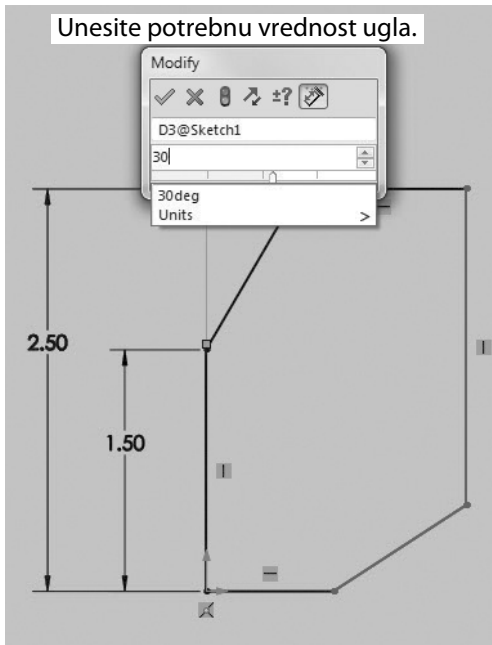 Unesite potrebnu vrednost ugla.
Modify
±?
D3@Sketch1
30
30deg
Units >
2.50
1.50